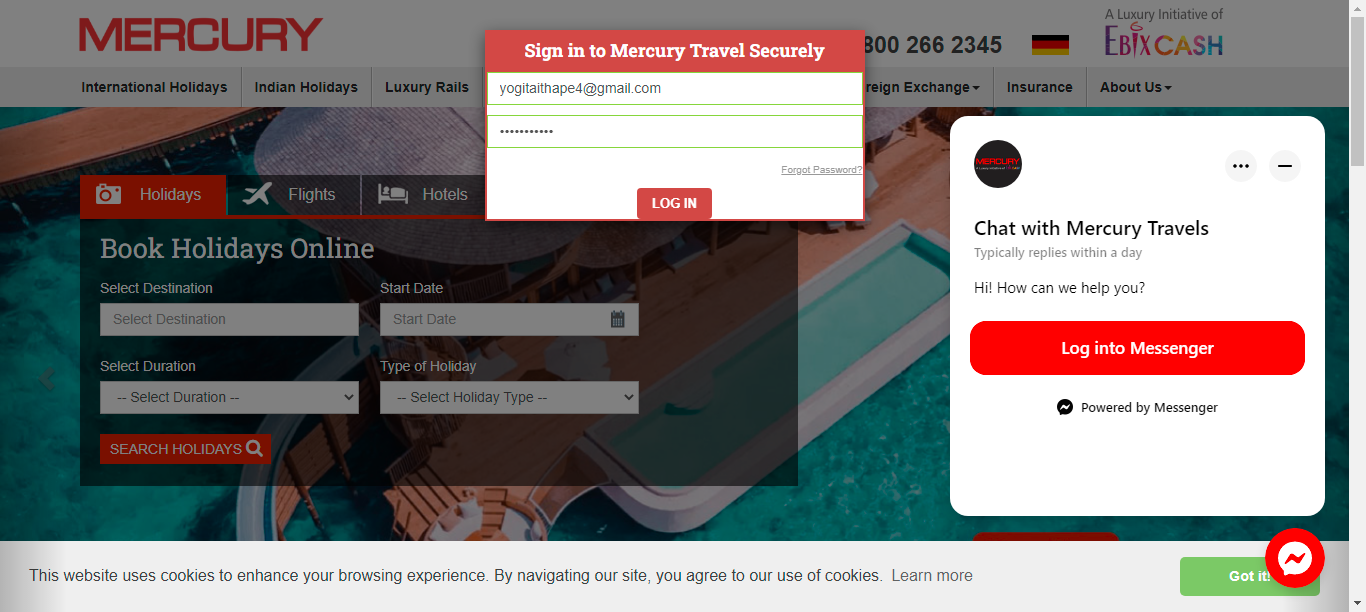 MERCURY
Sign in to Mercury Travel Securely
800 266 2345
A Luxury Initiative of
EBIXCASH
International Holidays
Indian Holidays
Luxury Rails
Exchange
Insurance
About Us
yogitaithape4@gmail.com
•••••••••••
Forgot Password?
LOG IN
Holidays
Flights
Hotels
Book Holidays Online
Select Destination
Start Date
Select Destination
Start Date
Select Duration
Type of Holiday
-- Select Duration --
-- Select Holiday Type --
SEARCH HOLIDAYS
MERCURY
Chat with Mercury Travels
Typically replies within a day
Hi! How can we help you?
Log into Messenger
Powered by Messenger
This website uses cookies to enhance your browsing experience. By navigating our site, you agree to our use of cookies. Learn more
Got it!